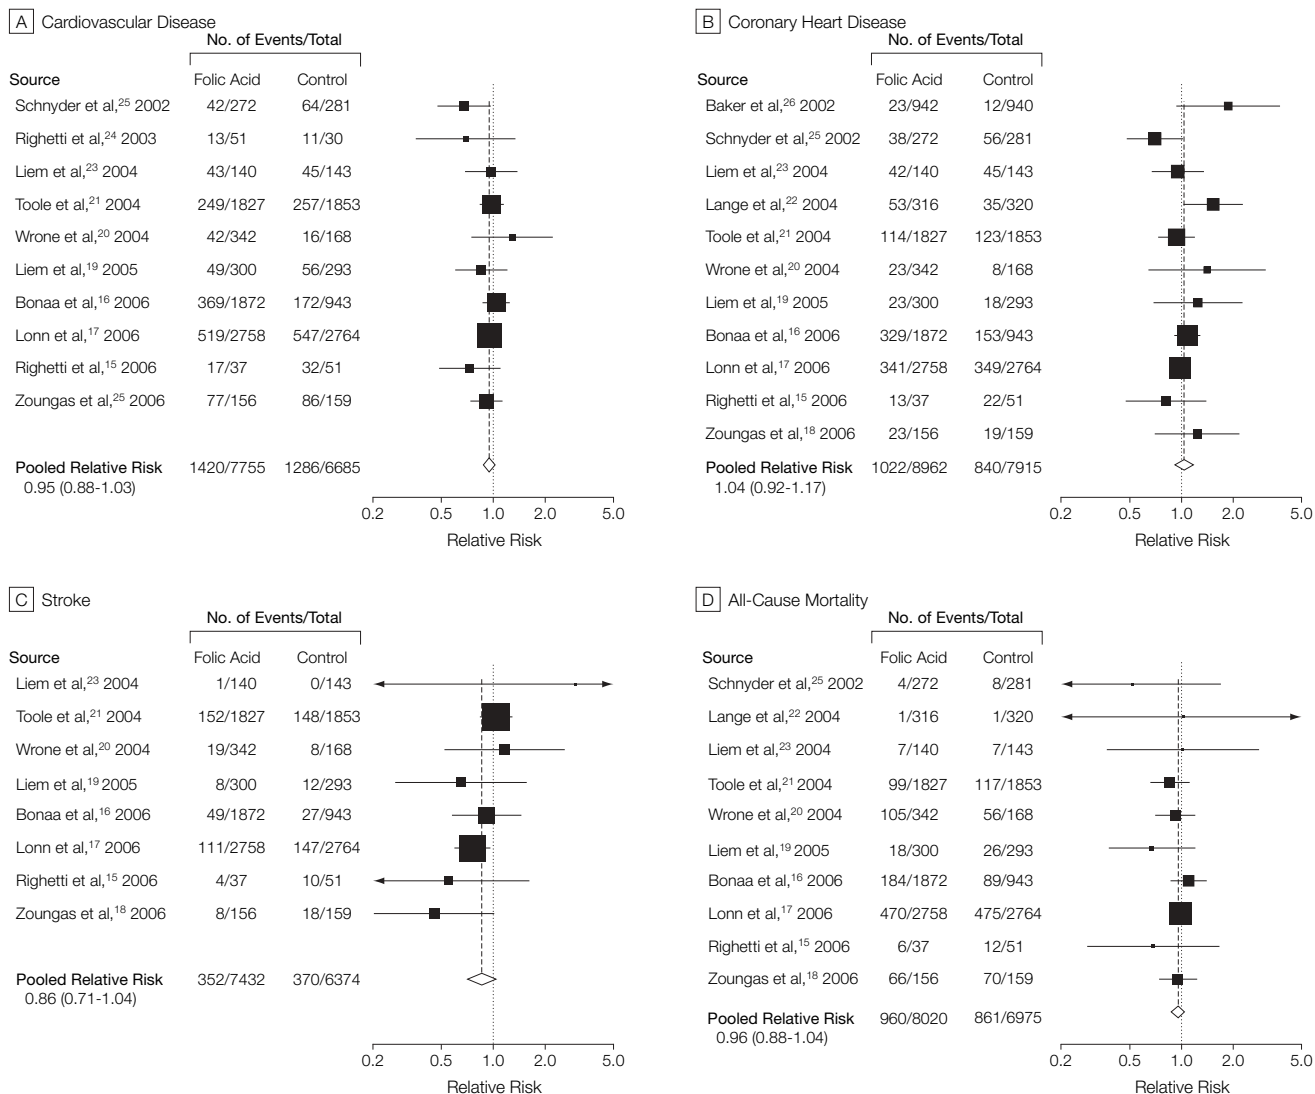 A Cardiovascular Disease
No. of Events/Total
Source Folic Acid Control
Schnyder et al,25 2002 42/272 64/281
Righetti et al,24 2003 13/51 11/30
Liem et al,23 2004 43/140 45/143
Toole et al,21 2004 249/1827 257/1853
Wrone et al,20 2004 42/342 16/168
Liem et al,19 2005 49/300 56/293
Bonaa et al,16 2006 369/1872 172/943
Lonn et al,17 2006 519/2758 547/2764
Righetti et al,15 2006 17/37 32/51
Zoungas et al,25 2006 77/156 86/159
Pooled Relative Risk 1420/7755 1286/6685
0.95 (0.88-1.03)
0.2 0.5 1.0 2.0 5.0
Relative Risk
B Coronary Heart Disease
No. of Events/Total
Source Folic Acid Control
Baker et al,26 2002 23/942 12/940
Schnyder et al,25 2002 38/272 56/281
Liem et al,23 2004 42/140 45/143
Lange et al,22 2004 53/316 35/320
Toole et al,21 2004 114/1827 123/1853
Wrone et al,20 2004 23/342 8/168
Liem et al,19 2005 23/300 18/293
Bonaa et al,16 2006 329/1872 153/943
Lonn et al,17 2006 341/2758 349/2764
Righetti et al,15 2006 13/37 22/51
Zoungas et al,18 2006 23/156 19/159
Pooled Relative Risk 1022/8962 840/7915
1.04 (0.92-1.17)
0.2 0.5 1.0 2.0 5.0
Relative Risk
C Stroke
No. of Events/Total
Source Folic Acid Control
Liem et al,23 2004 1/140 0/143
Toole et al,21 2004 152/1827 148/1853
Wrone et al,20 2004 19/342 8/168
Liem et al,19 2005 8/300 12/293
Bonaa et al,16 2006 49/1872 27/943
Lonn et al,17 2006 111/2758 147/2764
Righetti et al,15 2006 4/37 10/51
Zoungas et al,18 2006 8/156 18/159
Pooled Relative Risk 352/7432 370/6374
0.86 (0.71-1.04)
0.2 0.5 1.0 2.0 5.0
Relative Risk
D All-Cause Mortality
No. of Events/Total
Source Folic Acid Control
Schnyder et al,25 2002 4/272 8/281
Lange et al,22 2004 1/316 1/320
Liem et al,23 2004 7/140 7/143
Toole et al,21 2004 99/1827 117/1853
Wrone et al,20 2004 105/342 56/168
Liem et al,19 2005 18/300 26/293
Bonaa et al,16 2006 184/1872 89/943
Lonn et al,17 2006 470/2758 475/2764
Righetti et al,15 2006 6/37 12/51
Zoungas et al,18 2006 66/156 70/159
Pooled Relative Risk 960/8020 861/6975
0.96 (0.88-1.04)
0.2 0.5 1.0 2.0 5.0
Relative Risk